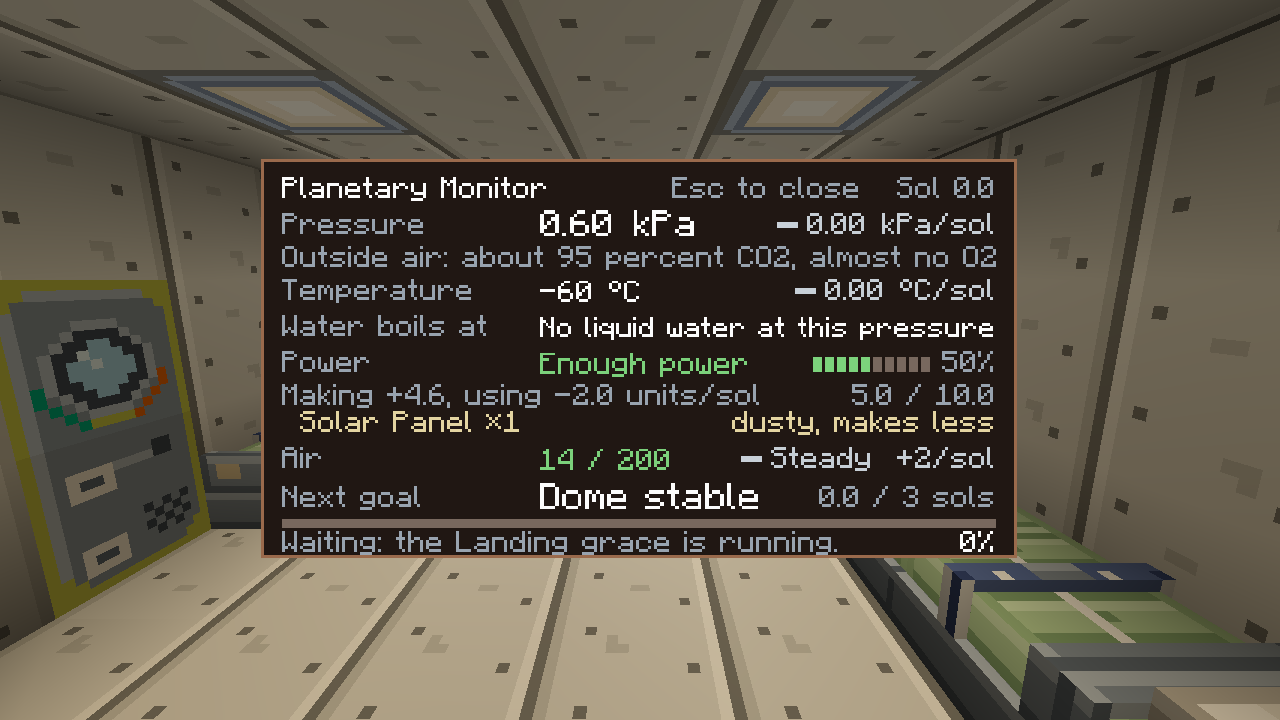 Planetary Monitor Esc to close Sol 0.0
Pressure 0.60 kPa 0.00 kPa/sol
Outside air: about 95 percent CO2, almost no O2
Temperature -60 °C 0.00 °C/sol
Water boils at No liquid water at this pressure
Power Enough power 50%
Making +4.6, using -2.0 units/sol 5.0 / 10.0
Solar Panel ×1 dusty, makes less
Air 14 / 200 Steady +2/sol
Next goal Dome stable 0.0 / 3 sols
Waiting: the Landing grace is running. 0%